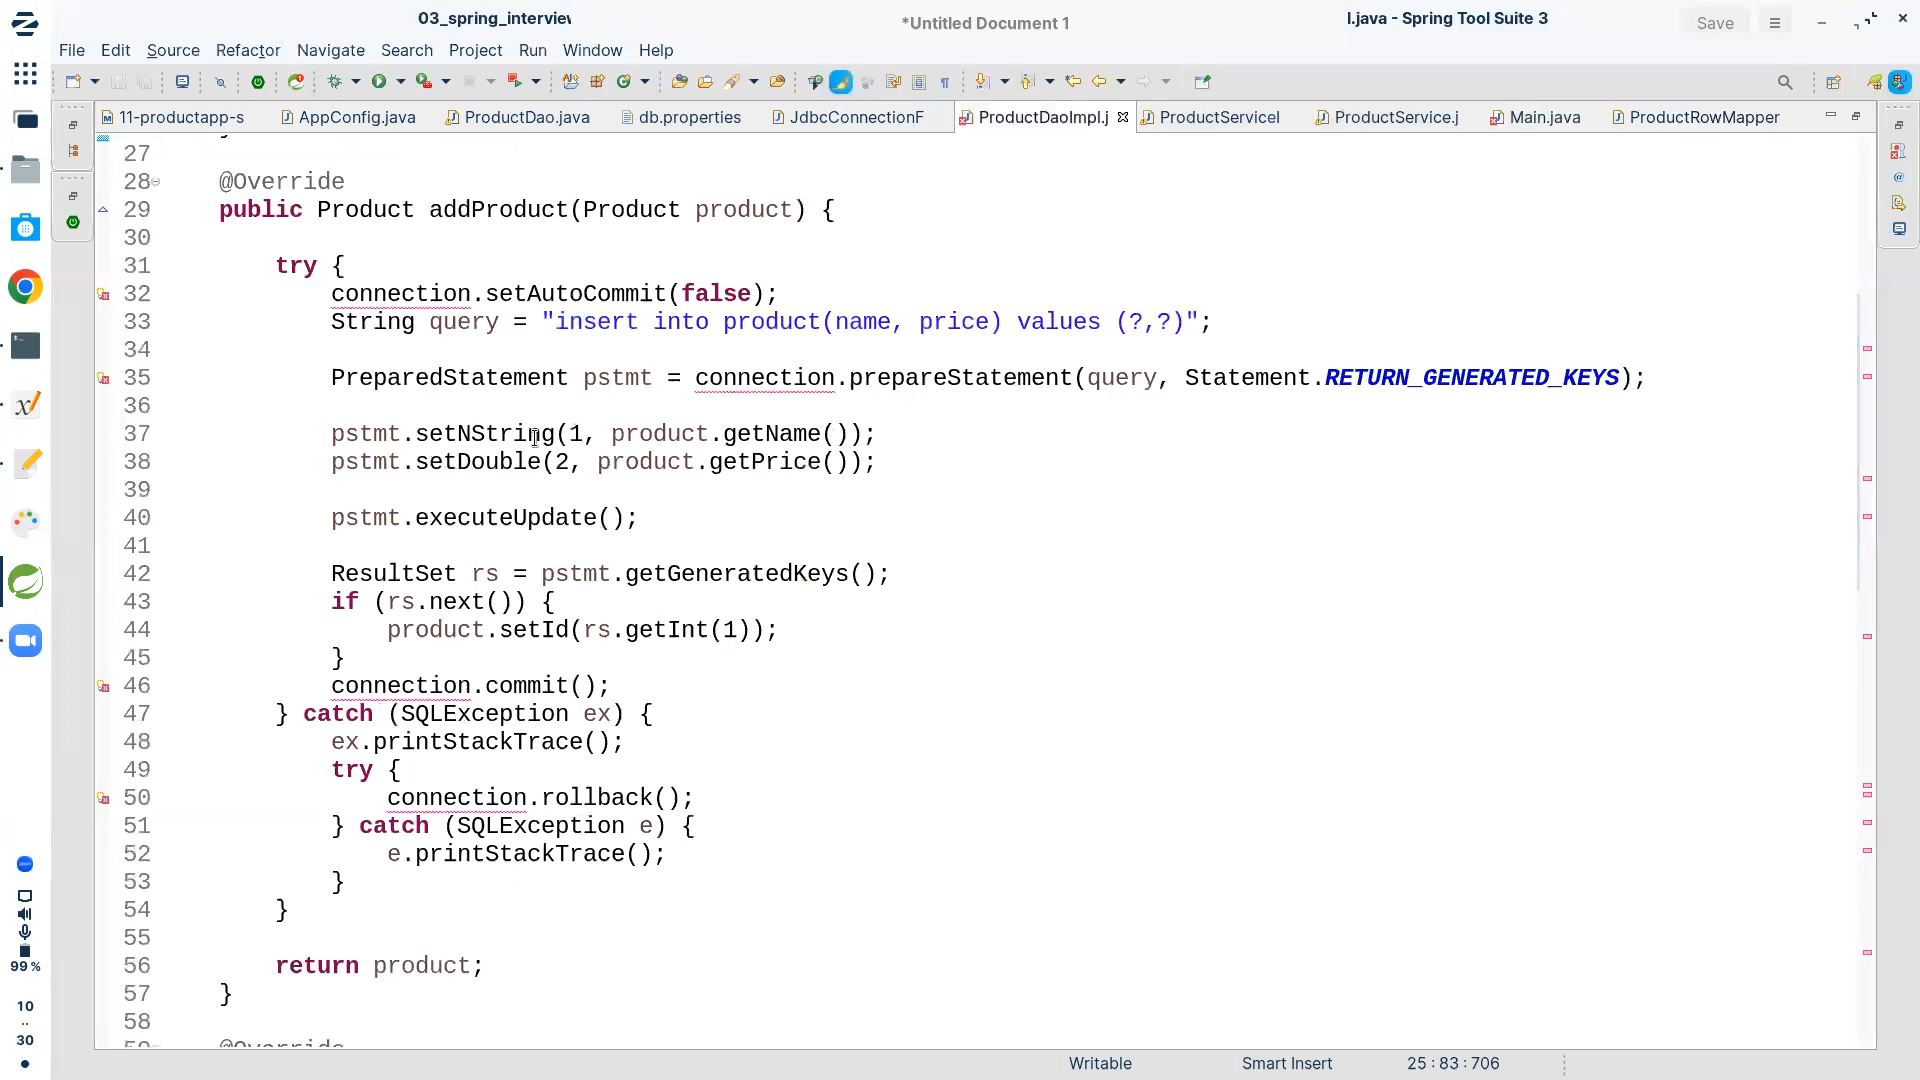 03_spring_interview
*Untitled Document 1
l.java - Spring Tool Suite 3
Save
File Edit Source Refactor Navigate Search Project Run Window Help
11-productapp-s AppConfig.java ProductDao.java db.properties JdbcConnectionF ProductDaoImpl.j ProductServiceI ProductService.j Main.java ProductRowMapper
27
28 @Override
29 public Product addProduct(Product product) {
30
31 try {
32 connection.setAutoCommit(false);
33 String query = "insert into product(name, price) values (?,?)";
34
35 PreparedStatement pstmt = connection.prepareStatement(query, Statement.RETURN_GENERATED_KEYS);
36
37 pstmt.setNString(1, product.getName());
38 pstmt.setDouble(2, product.getPrice());
39
40 pstmt.executeUpdate();
41
42 ResultSet rs = pstmt.getGeneratedKeys();
43 if (rs.next()) {
44 product.setId(rs.getInt(1));
45 }
46 connection.commit();
47 } catch (SQLException ex) {
48 ex.printStackTrace();
49 try {
50 connection.rollback();
51 } catch (SQLException e) {
52 e.printStackTrace();
53 }
54 }
55
56 return product;
57 }
58
59 @Override
99 %
10
..
30
Writable Smart Insert 25 : 83 : 706